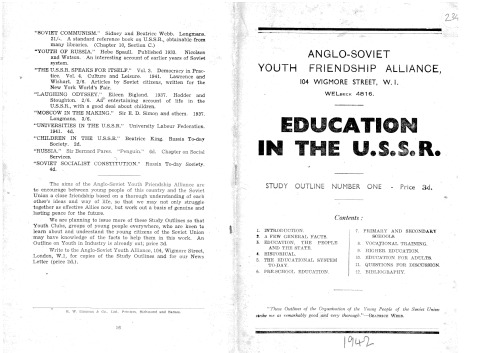 "SOVIET COMMUNISM." Sidney and Beatrice Webb. Longmans,
21/-. A standard reference book on U.S.S.R., obtainable from
many libraries. (Chapter 10, Section C.)
"YOUTH OF RUSSIA." Hebe Spaull. Published 1933. Nicolson
and Watson. An interesting account of earlier years of Soviet
system.
"THE U.S.S.R. SPEAKS FOR ITSELF." Vol. 3. Democracy in Prac-
tice. Vol. 4. Culture and Leisure. 1941. Lawrence and
Wishart. 2/6. Articles by Soviet citizens, written for the
New York World's Fair.
"LAUGHING ODYSSEY." Eileen Bigland. 1937. Hodder and
Stoughton. 2/6. An entertaining account of life in the
U.S.S.R., with a good deal about children.
"MOSCOW IN THE MAKING." Sir E. D. Simon and others. 1937.
Longmans. 2/6.
"UNIVERSITIES IN THE U.S.S.R." University Labour Federation.
1941. 4d.
"CHILDREN IN THE U.S.S.R." Beatrice King. Russia To-day
Society. 2d.
"RUSSIA." Sir Bernard Pares. "Penguin." 6d. Chapter on Social
Services.
"SOVIET SOCIALIST CONSTITUTION." Russia To-day Society.
4d.
The aims of the Anglo-Soviet Youth Friendship Alliance are
to encourage between young people of this country and the Soviet
Union a close friendship based on a thorough understanding of each
other's ideas and way of life, so that we may not only struggle
together as effective Allies now, but work out a basis of genuine and
lasting peace for the future.
We are planning to issue more of these Study Outlines so that
Youth Clubs, groups of young people everywhere, who are keen to
learn about and understand the young citizens of the Soviet Union
may have knowledge of the facts to help them in this work. An
Outline on Youth in Industry is already out, price 3d.
Write to the Anglo-Soviet Youth Alliance, 104, Wigmore Street,
London, W.1, for copies of the Study Outlines and for our News
Letter (price 2d.).
16
ANGLO-SOVIET
YOUTH FRIENDSHIP ALLIANCE,
104 WIGMORE STREET, W.1.
WELBECK 4816.
EDUCATION
IN THE U.S.S.R.
STUDY OUTLINE NUMBER ONE - Price 3d.
Contents:
1. INTRODUCTION.
2. A FEW GENERAL FACTS.
3. EDUCATION, THE PEOPLE
AND THE STATE.
4. HISTORICAL.
5. THE EDUCATIONAL SYSTEM
TO-DAY.
6. PRE-SCHOOL EDUCATION.
7. PRIMARY AND SECONDARY
SCHOOLS.
8. VOCATIONAL TRAINING.
9. HIGHER EDUCATION.
10. EDUCATION FOR ADULTS.
11. QUESTIONS FOR DISCUSSION.
12. BIBLIOGRAPHY.
"These Outlines of the Organisation of the Young People of the Soviet Union
strike me as remarkably good and very thorough."—BEATRICE WEBB.
1942